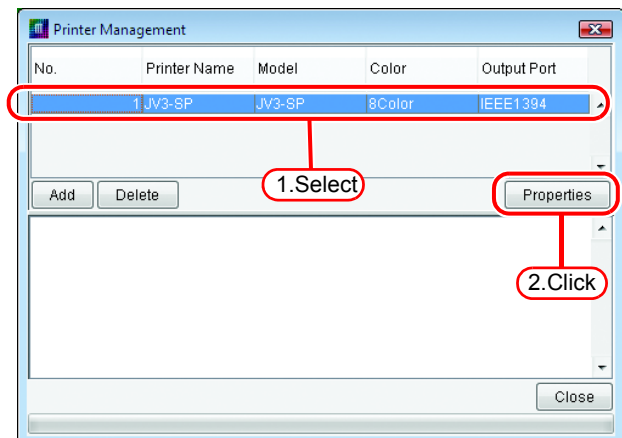 Printer Management
No. Printer Name Model Color Output Port
1 JV3-SP JV3-SP 8Color IEEE1394
1.Select
Add Delete Properties
2.Click
Close